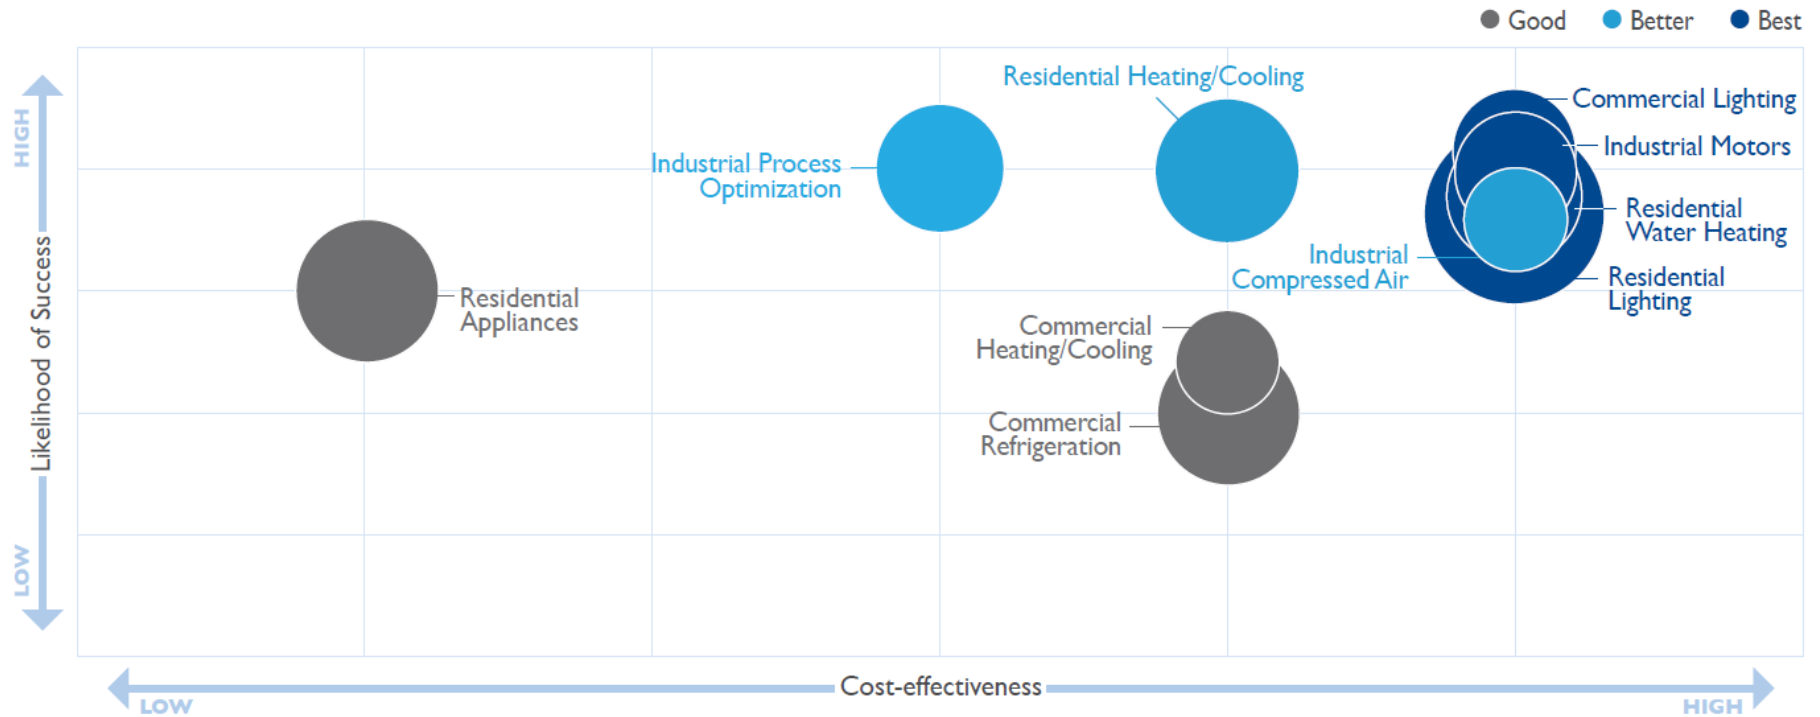 Good
Better
Best
Residential Heating/Cooling
Commercial Lighting
Industrial Motors
Industrial Process
Optimization
Residential
Water Heating
Industrial
Compressed Air
Residential
Lighting
Residential
Appliances
Commercial
Heating/Cooling
Commercial
Refrigeration
HIGH
Likelihood of Success
LOW
Cost-effectiveness
LOW
HIGH